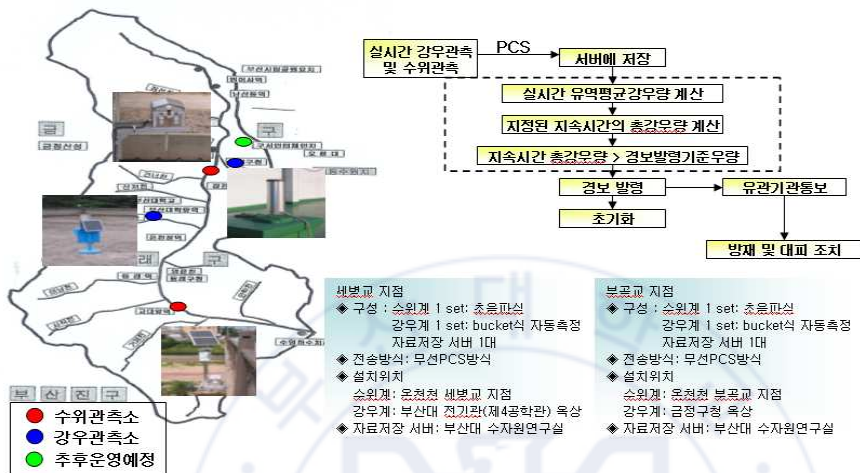 실시간 강우관측
및 수위관측
PCS
서버에 저장
실시간 유역평균강우량 계산
지정된 지속시간의 총강우량 계산
지속시간 총강우량 > 경보발령기준우량
경보 발령
유관기관통보
초기화
방재 및 대피 조치
금
구
금정산성
래
구
부 산 진 구
수위관측소
강우관측소
추후운영예정
세병교 지점
◈ 구성 : 수위계 1 set: 초음파식
강우계 1 set: bucket식 자동측정
자료저장 서버 1대
◈ 전송방식: 무선PCS방식
◈ 설치위치
수위계: 온천천 세병교 지점
강우계: 부산대 전기관(제4공학관) 옥상
◈ 자료저장 서버: 부산대 수자원연구실
부곡교 지점
◈ 구성 : 수위계 1 set: 초음파식
강우계 1 set: bucket식 자동측정
자료저장 서버 1대
◈ 전송방식: 무선PCS방식
◈ 설치위치
수위계: 온천천 부곡교 지점
강우계: 금정구청 옥상
◈ 자료저장 서버: 부산대 수자원연구실